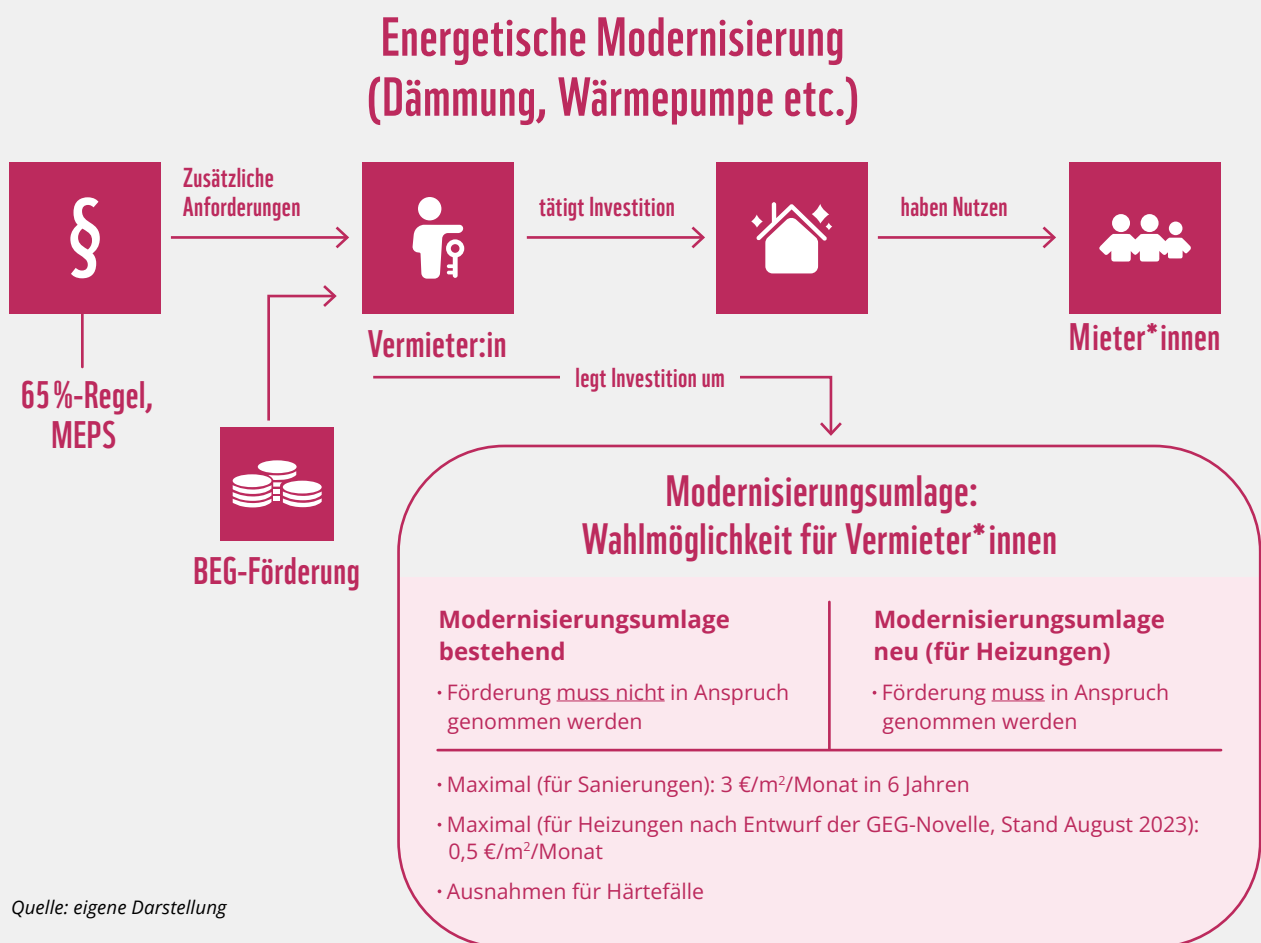 Energetische Modernisierung
(Dämmung, Wärmepumpe etc.)
§
Zusätzliche
Anforderungen
tätigt Investition
haben Nutzen
Vermieter:in
Mieter*innen
65 %-Regel,
MEPS
legt Investition um
BEG-Förderung
Modernisierungsumlage:
Wahlmöglichkeit für Vermieter*innen
Modernisierungsumlage
bestehend
· Förderung muss nicht in Anspruch
genommen werden
Modernisierungsumlage
neu (für Heizungen)
· Förderung muss in Anspruch
genommen werden
· Maximal (für Sanierungen): 3 €/m²/Monat in 6 Jahren
· Maximal (für Heizungen nach Entwurf der GEG-Novelle, Stand August 2023):
0,5 €/m²/Monat
· Ausnahmen für Härtefälle
Quelle: eigene Darstellung